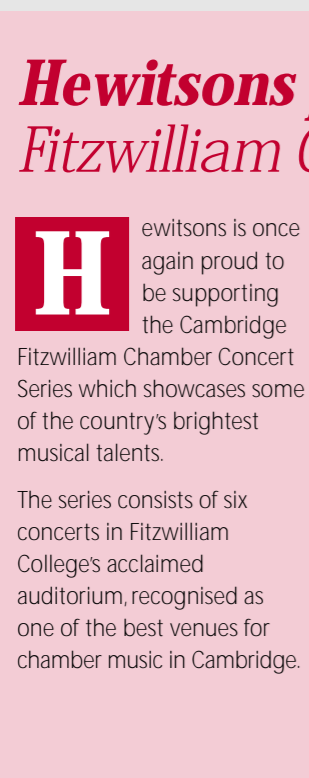 Hewitsons
Fitzwilliam
Hewitsons is once
again proud to
be supporting
the Cambridge
Fitzwilliam Chamber Concert
Series which showcases some
of the country's brightest
musical talents.
The series consists of six
concerts in Fitzwilliam
College's acclaimed
auditorium, recognised as
one of the best venues for
chamber music in Cambridge.